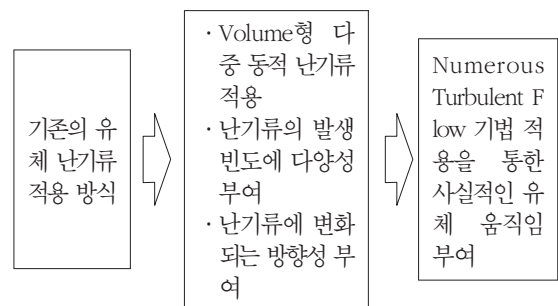 기존의 유
체 난기류
적용 방식
· Volume형 다
중 동적 난기류
적용
· 난기류의 발생
빈도에 다양성
부여
· 난기류에 변화
되는 방향성 부
여
Numerous
Turbulent F
low 기법 적
용을 통한
사실적인 유
체 움직임
부여